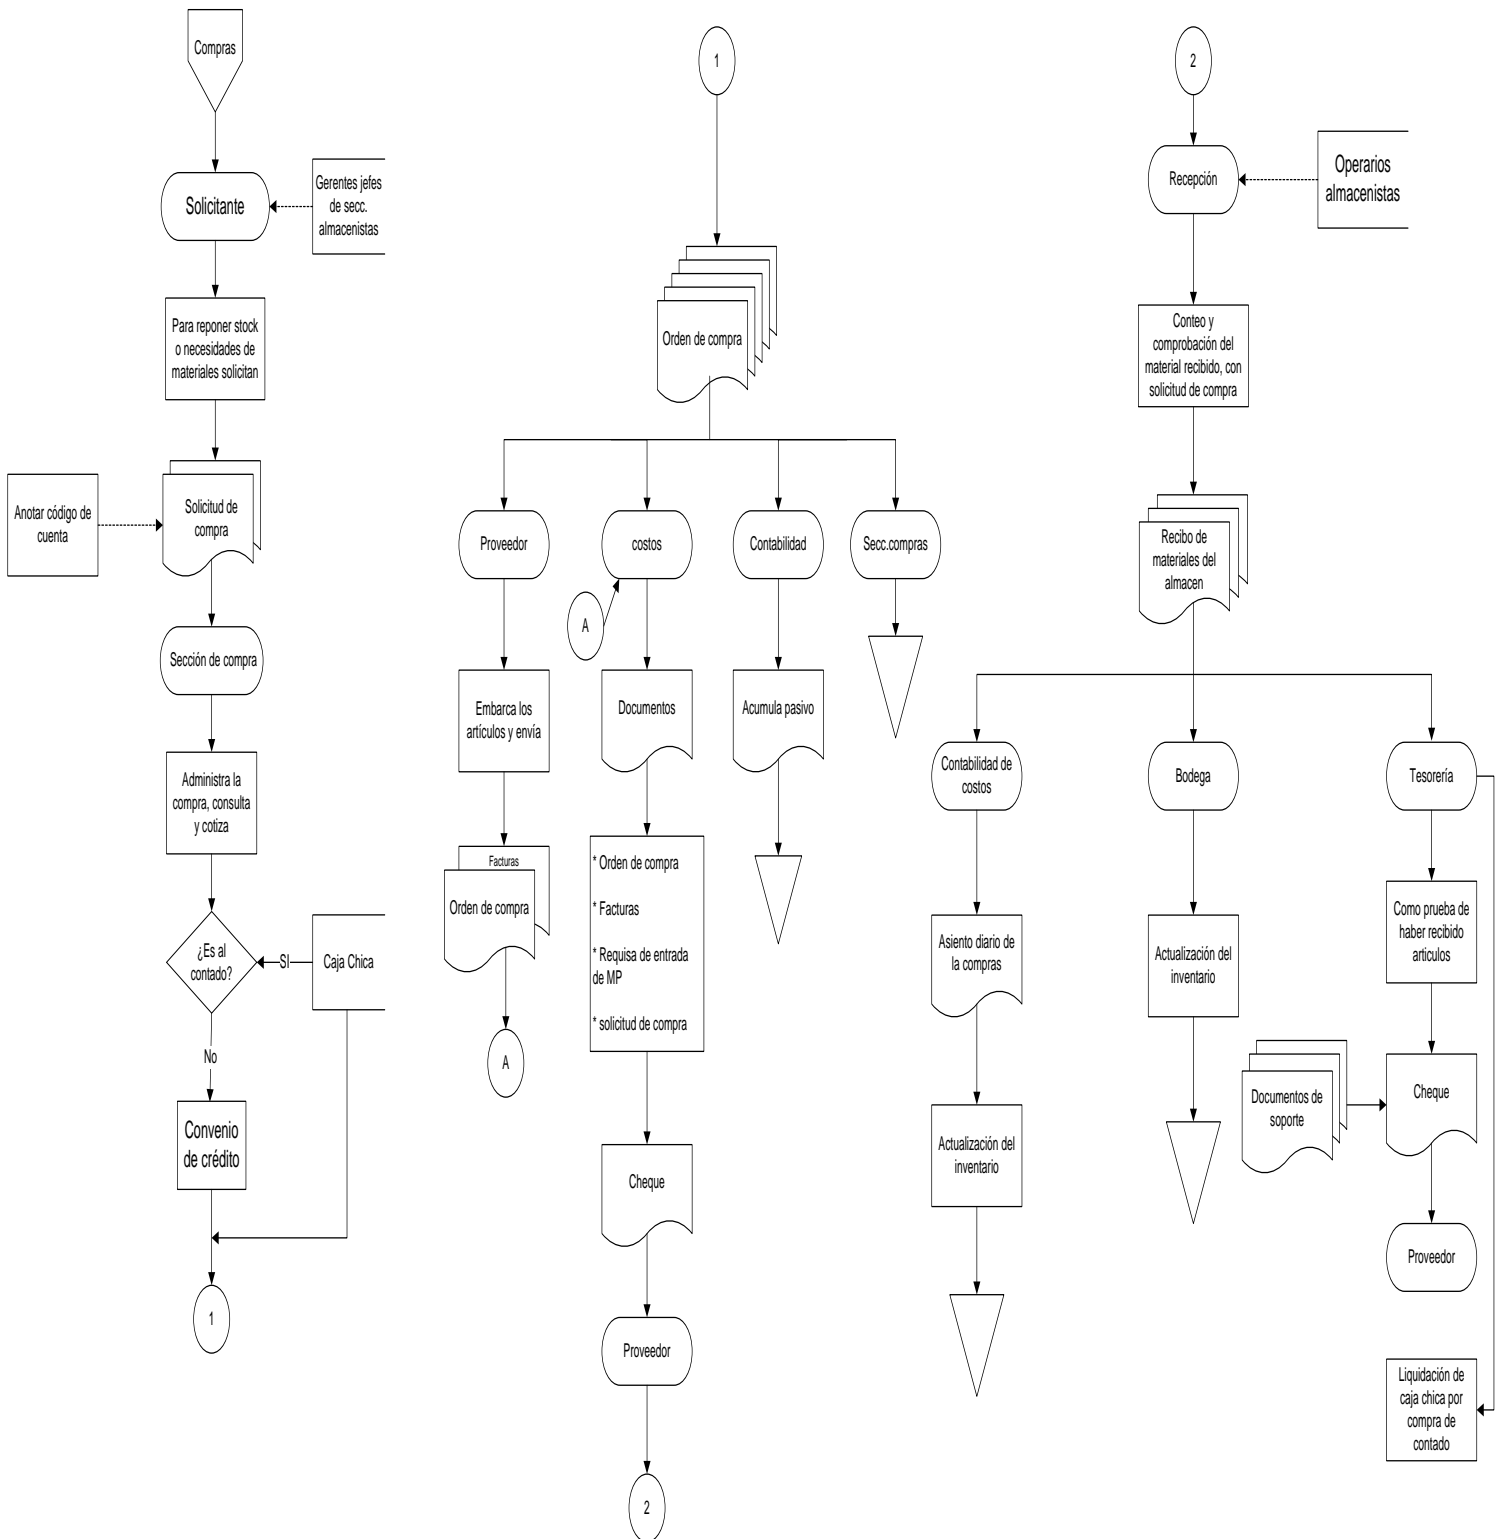 Compras
Solicitante
Gerentes jefes
de secc.
almacenistas
Para reponer stock
o necesidades de
materiales solicitan
Anotar código de
cuenta
Solicitud de
compra
Sección de compra
Administra la
compra, consulta
y cotiza
¿Es al
contado?
SI
Caja Chica
No
Convenio
de crédito
1
1
Orden de compra
Proveedor
costos
Contabilidad
Secc.compras
A
Embarca los
artículos y envía
Documentos
Acumula pasivo
Facturas
Orden de compra
A
* Orden de compra
* Facturas
* Requisa de entrada
de MP
* solicitud de compra
Cheque
Proveedor
2
2
Recepción
Operarios
almacenistas
Conteo y
comprobación del
material recibido, con
solicitud de compra
Recibo de
materiales del
almacen
Contabilidad de
costos
Bodega
Tesorería
Asiento diario de
la compras
Actualización del
inventario
Como prueba de
haber recibido
articulos
Actualización del
inventario
Documentos de
soporte
Cheque
Proveedor
Liquidación de
caja chica por
compra de
contado